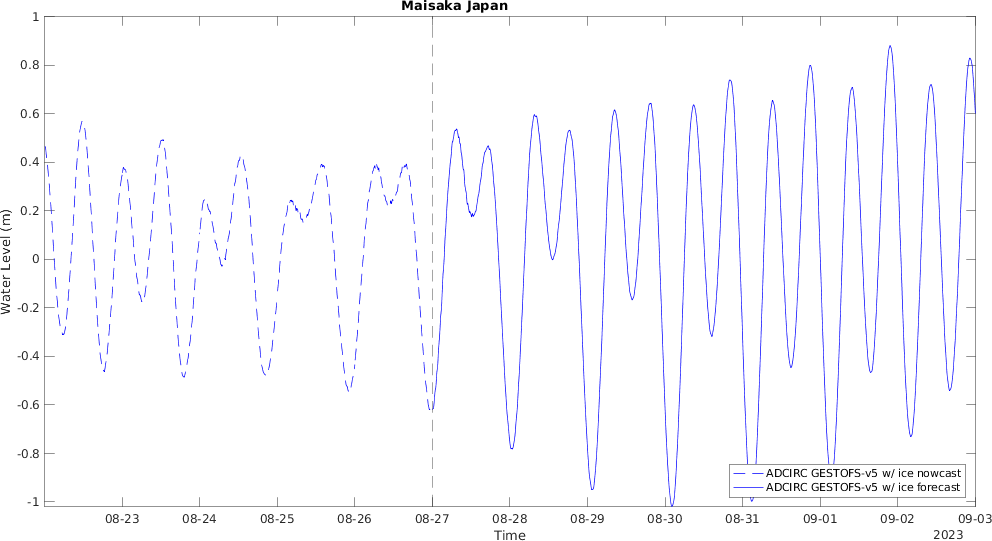 Maisaka Japan
1
0.8
0.6
0.4
0.2
0
-0.2
-0.4
-0.6
-0.8
-1
Water Level (m)
ADCIRC GESTOFS-v5 w/ ice nowcast
ADCIRC GESTOFS-v5 w/ ice forecast
08-23 08-24 08-25 08-26 08-27 08-28 08-29 08-30 08-31 09-01 09-02 09-03
Time
2023